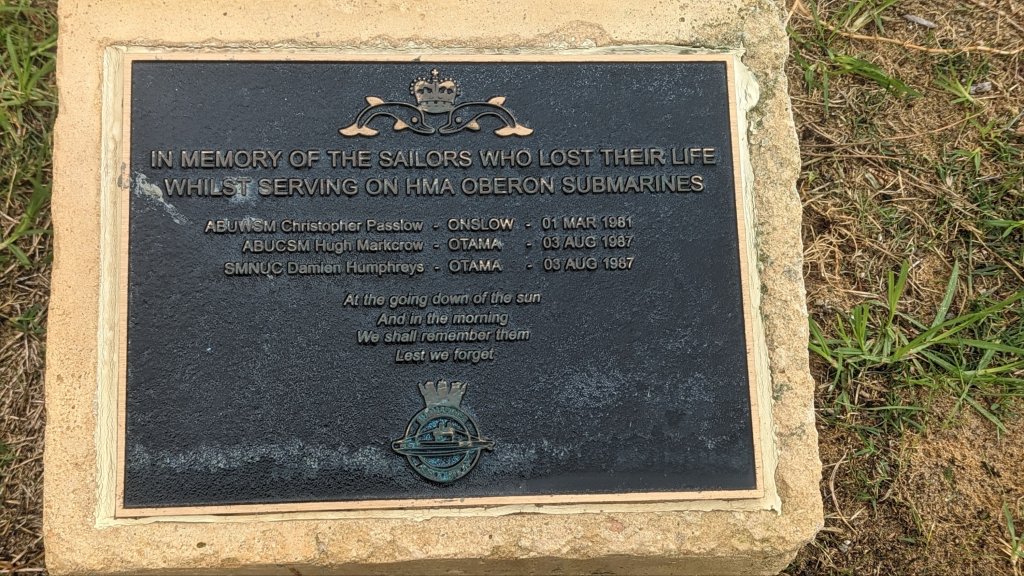 IN MEMORY OF THE SAILORS WHO LOST THEIR LIFE
WHILST SERVING ON HMA OBERON SUBMARINES
ABUWSM Christopher Passlow - ONSLOW - 01 MAR 1981
ABUCSM Hugh Markcrow - OTAMA - 03 AUG 1987
SMNUC Damien Humphreys - OTAMA - 03 AUG 1987
At the going down of the sun
And in the morning
We shall remember them
Lest we forget